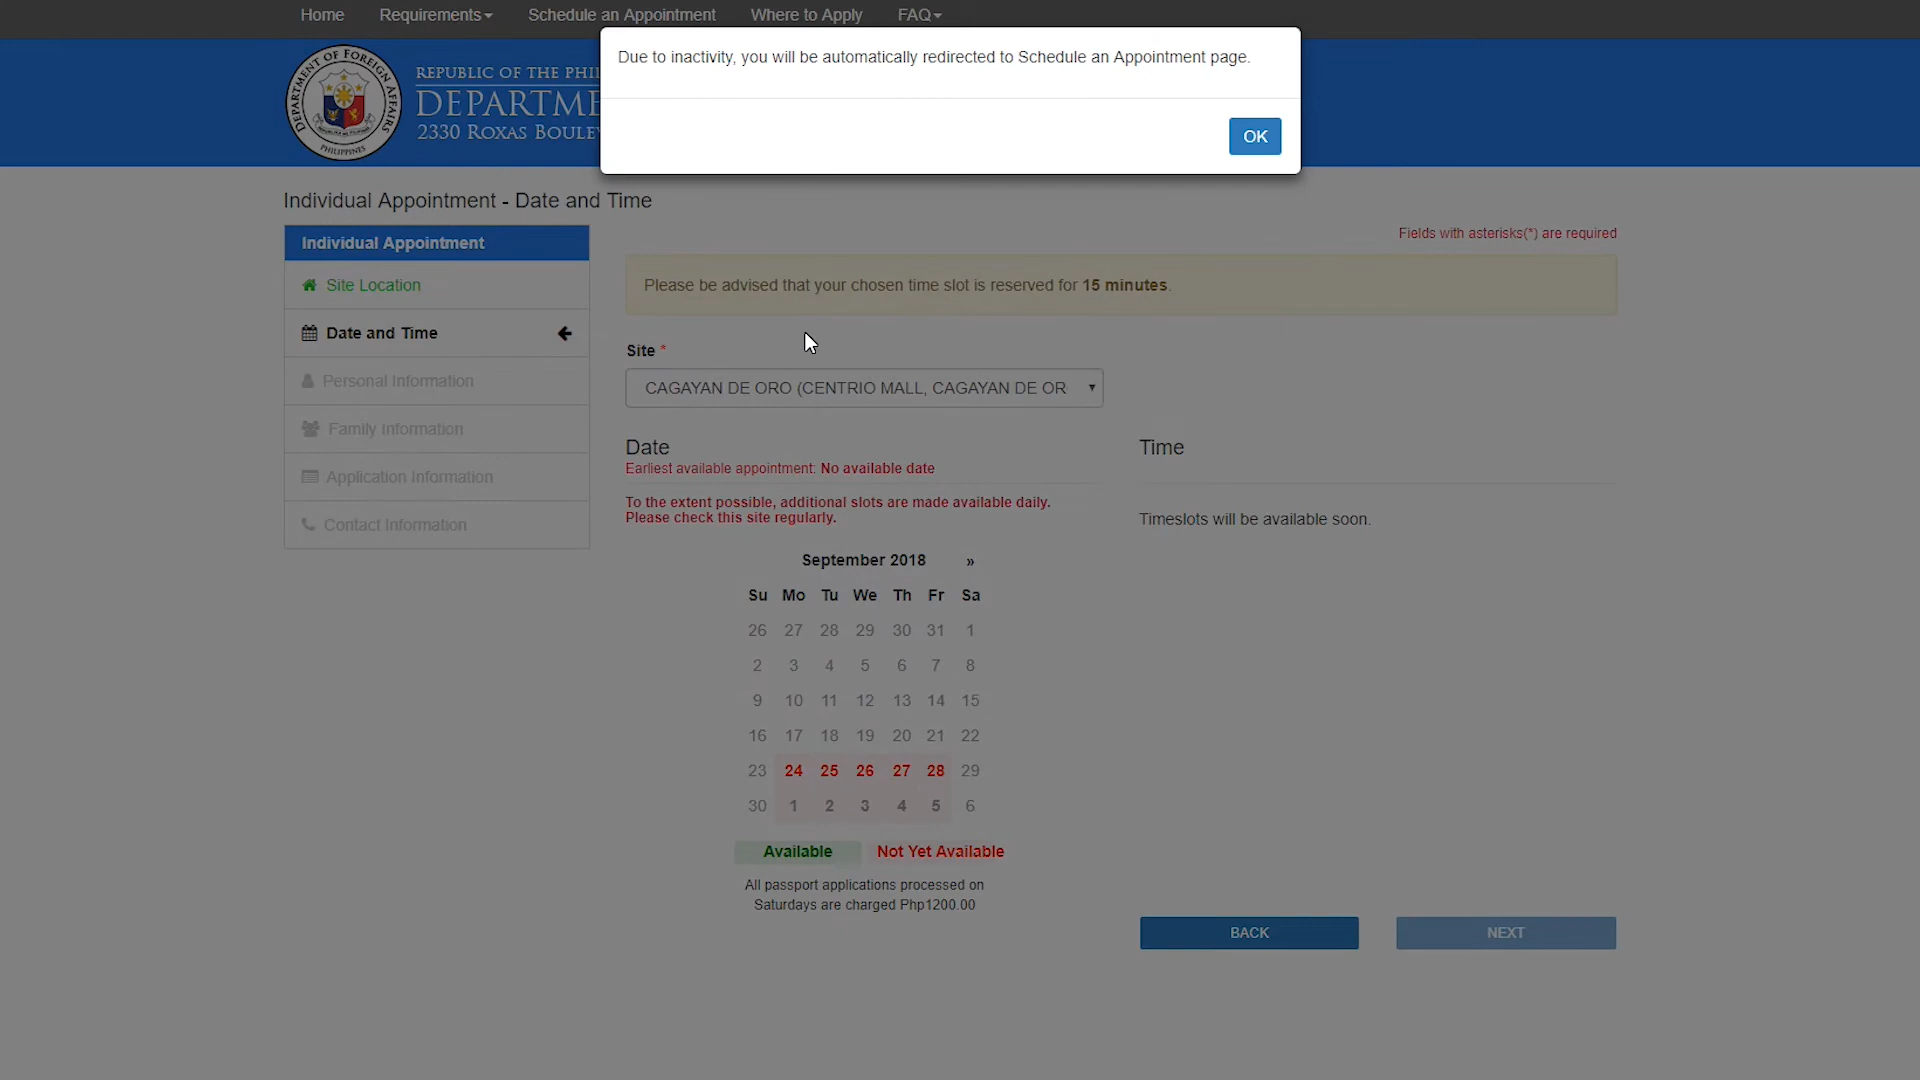 Home Requirements Schedule an Appointment Where to Apply FAQ
Due to inactivity, you will be automatically redirected to Schedule an Appointment page.
OK
DEPARTMENT OF FOREIGN AFFAIRS
PHILIPPINES
REPUBLIC OF THE PHI
DEPARTME
2330 ROXAS BOULEV
Individual Appointment - Date and Time
Individual Appointment
Site Location
Date and Time
Personal Information
Family Information
Application Information
Contact Information
Fields with asterisks(*) are required
Please be advised that your chosen time slot is reserved for 15 minutes.
Site *
CAGAYAN DE ORO (CENTRIO MALL, CAGAYAN DE OR
Date
Earliest available appointment: No available date
To the extent possible, additional slots are made available daily.
Please check this site regularly.
September 2018 »
Su Mo Tu We Th Fr Sa
26 27 28 29 30 31 1
2 3 4 5 6 7 8
9 10 11 12 13 14 15
16 17 18 19 20 21 22
23 24 25 26 27 28 29
30 1 2 3 4 5 6
Available Not Yet Available
All passport applications processed on
Saturdays are charged Php1200.00
Time
Timeslots will be available soon.
BACK NEXT